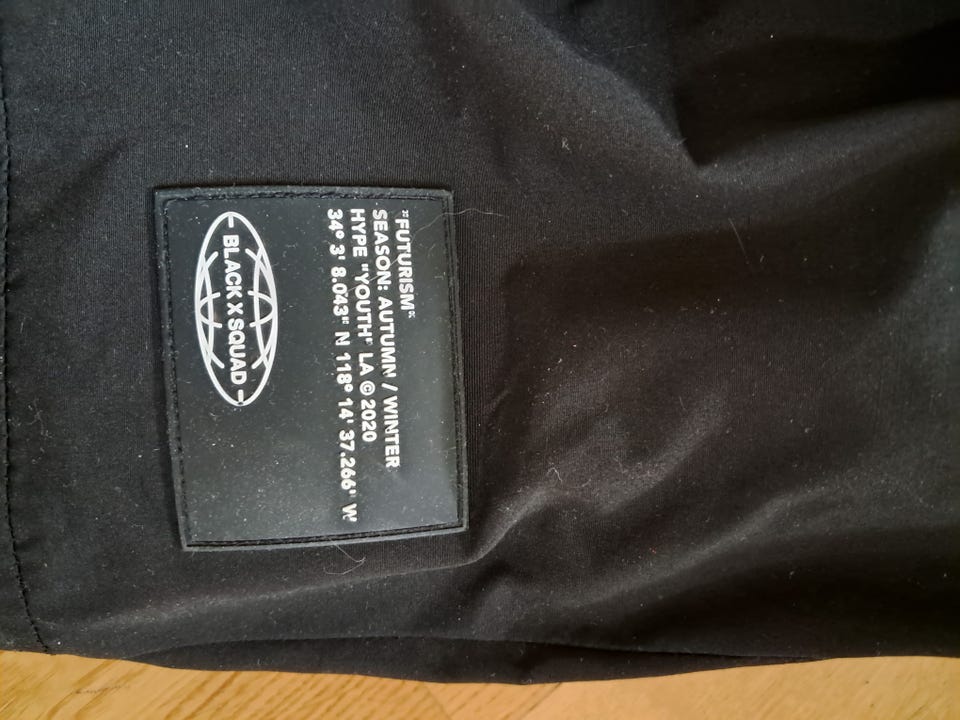 "FUTURISM"
SEASON: AUTUMN / WINTER
HYPE "YOUTH" LA © 2020
34° 3' 8.043" N 118° 14' 37.266" W
BLACK X SQUAD